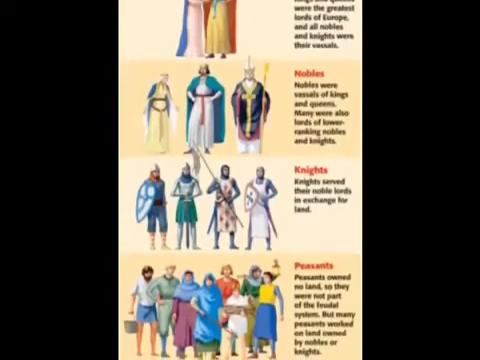 kings and queens
were the greatest
lords of Europe,
and all nobles
and knights were
their vassals.
Nobles
Nobles were
vassals of kings
and queens.
Many were also
lords of lower-
ranking nobles
and knights.
Knights
Knights served
their noble lords
in exchange for
land.
Peasants
Peasants owned
no land, so they
were not part
of the feudal
system. But many
peasants worked
on land owned
by nobles or
knights.